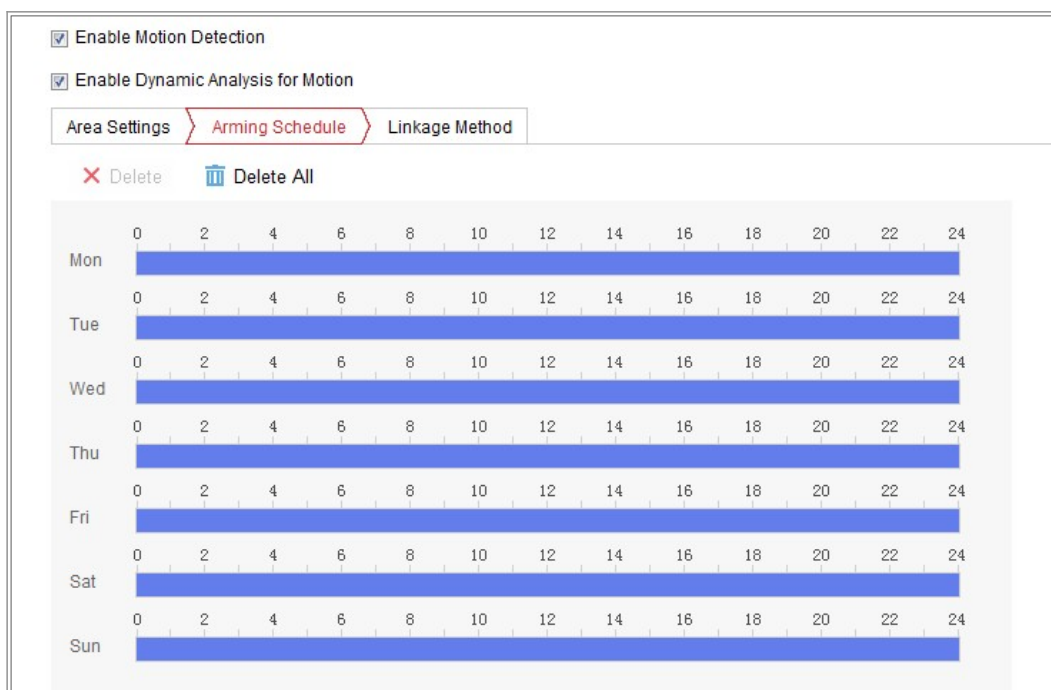 Enable Motion Detection
Enable Dynamic Analysis for Motion
Area Settings Arming Schedule Linkage Method
Delete Delete All
0 2 4 6 8 10 12 14 16 18 20 22 24
Mon
0 2 4 6 8 10 12 14 16 18 20 22 24
Tue
0 2 4 6 8 10 12 14 16 18 20 22 24
Wed
0 2 4 6 8 10 12 14 16 18 20 22 24
Thu
0 2 4 6 8 10 12 14 16 18 20 22 24
Fri
0 2 4 6 8 10 12 14 16 18 20 22 24
Sat
0 2 4 6 8 10 12 14 16 18 20 22 24
Sun